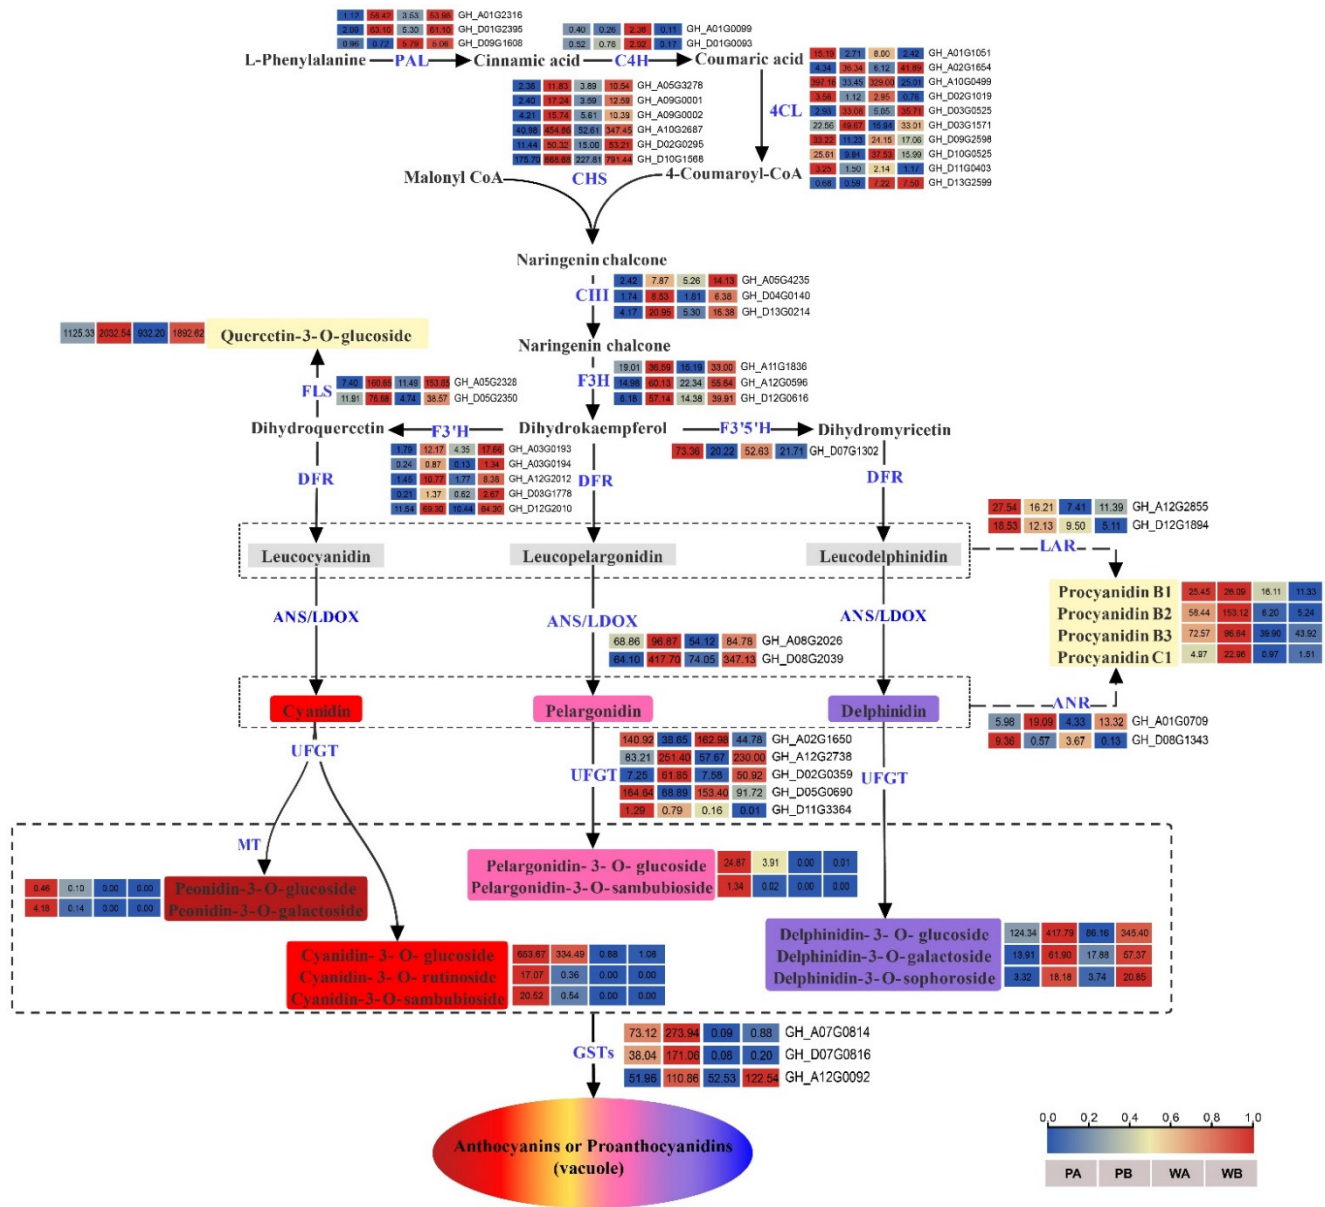 1.12 58.42 3.53 53.98 GH_A01G2316
2.09 63.10 5.30 61.10 GH_D01G2395
0.96 0.72 5.79 5.06 GH_D09G1608
0.40 0.26 2.38 0.11 GH_A01G0099
0.52 0.78 2.92 0.17 GH_D01G0093
L-Phenylalanine PAL Cinnamic acid C4H Coumaric acid
15.19 2.71 8.00 2.42 GH_A01G1051
4.34 36.34 6.12 41.89 GH_A02G1654
397.16 33.45 329.00 25.01 GH_A10G0499
3.56 1.12 2.95 0.76 GH_D02G1019
2.93 33.08 5.05 35.71 GH_D03G0525
22.56 49.67 16.94 33.01 GH_D03G1571
33.22 11.23 24.15 17.06 GH_D09G2598
25.61 9.84 37.53 15.99 GH_D10G0525
3.25 1.50 2.14 1.17 GH_D11G0403
0.68 0.59 7.22 7.50 GH_D13G2599
4CL
2.36 11.83 3.89 10.54 GH_A05G3278
2.40 17.24 3.59 12.59 GH_A09G0001
4.21 15.74 5.61 10.39 GH_A09G0002
40.98 454.86 52.61 347.45 GH_A10G2687
11.44 50.32 15.00 53.21 GH_D02G0295
175.70 868.68 227.81 791.44 GH_D10G1568
Malonyl CoA CHS 4-Coumaroyl-CoA
Naringenin chalcone
CHI
2.42 7.87 5.26 14.13 GH_A05G4235
1.74 8.53 1.81 6.38 GH_D04G0140
4.17 20.95 5.30 16.38 GH_D13G0214
1125.33 2032.54 932.20 1892.62 Quercetin-3-O-glucoside
Naringenin chalcone
F3H
19.01 36.59 15.19 33.00 GH_A11G1836
14.98 60.13 22.34 55.64 GH_A12G0596
6.18 57.14 14.38 39.91 GH_D12G0616
FLS
7.40 160.65 11.49 153.85 GH_A05G2328
11.91 76.68 4.74 38.57 GH_D05G2350
Dihydroquercetin F3'H Dihydrokaempferol F3'5'H Dihydromyricetin
1.79 12.17 4.35 17.66 GH_A03G0193
0.24 0.87 0.13 1.34 GH_A03G0194
1.45 10.77 1.77 8.38 GH_A12G2012
0.21 1.37 0.62 2.67 GH_D03G1778
11.54 69.30 10.44 64.30 GH_D12G2010
73.36 20.22 52.63 21.71 GH_D07G1302
DFR DFR DFR
27.54 16.21 7.41 11.39 GH_A12G2855
18.53 12.13 9.50 5.11 GH_D12G1894
LAR
Leucocyanidin Leucopelargonidin Leucodelphinidin
Procyanidin B1 25.45 26.09 16.11 11.33
Procyanidin B2 58.44 153.12 6.20 5.24
Procyanidin B3 72.57 96.84 39.90 43.92
Procyanidin C1 4.97 22.96 0.97 1.51
ANS/LDOX ANS/LDOX ANS/LDOX
68.86 96.87 54.12 84.78 GH_A08G2026
64.10 417.70 74.05 347.13 GH_D08G2039
Cyanidin Pelargonidin Delphinidin
ANR
5.98 19.09 4.33 13.32 GH_A01G0709
9.36 0.57 3.67 0.13 GH_D08G1343
UFGT UFGT UFGT
140.92 38.65 162.98 44.78 GH_A02G1650
83.21 251.40 57.67 230.00 GH_A12G2738
7.25 61.85 7.58 50.92 GH_D02G0359
164.64 68.89 153.40 91.72 GH_D05G0690
1.29 0.79 0.16 0.01 GH_D11G3364
MT
Pelargonidin-3-O-glucoside 24.87 3.91 0.00 0.01
Pelargonidin-3-O-sambubioside 1.34 0.02 0.00 0.00
0.46 0.10 0.00 0.00 Peonidin-3-O-glucoside
4.18 0.14 0.00 0.00 Peonidin-3-O-galactoside
Delphinidin-3-O-glucoside 124.34 417.79 86.16 345.40
Delphinidin-3-O-galactoside 13.91 61.90 17.88 57.37
Delphinidin-3-O-sophoroside 3.32 18.18 3.74 20.85
Cyanidin-3-O-glucoside 653.67 334.49 0.88 1.08
Cyanidin-3-O-rutinoside 17.07 0.36 0.00 0.00
Cyanidin-3-O-sambubioside 20.52 0.54 0.00 0.00
GSTs
73.12 273.94 0.09 0.88 GH_A07G0814
38.04 171.06 0.08 0.20 GH_D07G0816
51.96 110.86 52.53 122.54 GH_A12G0092
Anthocyanins or Proanthocyanidins
(vacuole)
0.0 0.2 0.4 0.6 0.8 1.0
PA PB WA WB